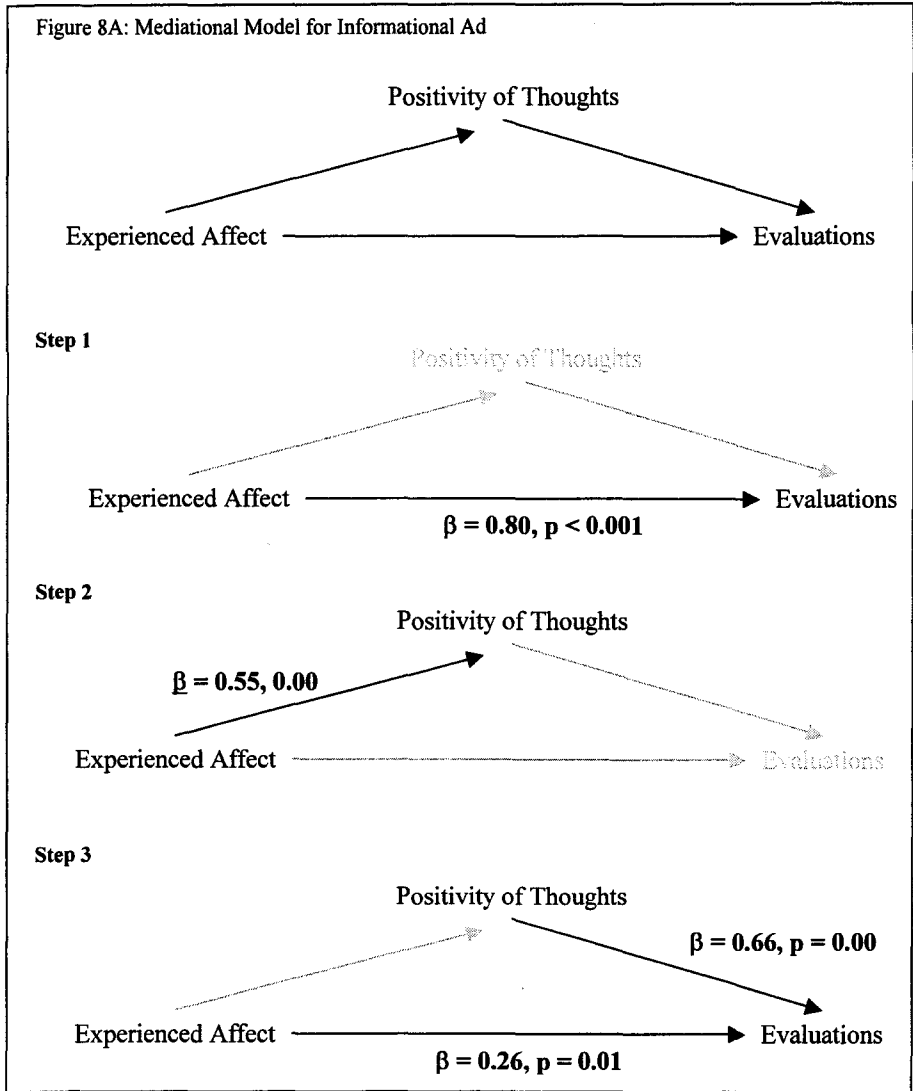 Figure 8A: Mediational Model for Informational Ad
Positivity of Thoughts
Experienced Affect
Evaluations
Step 1
Positivity of Thoughts
Experienced Affect
Evaluations
β = 0.80, p < 0.001
Step 2
Positivity of Thoughts
β = 0.55, 0.00
Experienced Affect
Evaluations
Step 3
Positivity of Thoughts
β = 0.66, p = 0.00
Experienced Affect
Evaluations
β = 0.26, p = 0.01